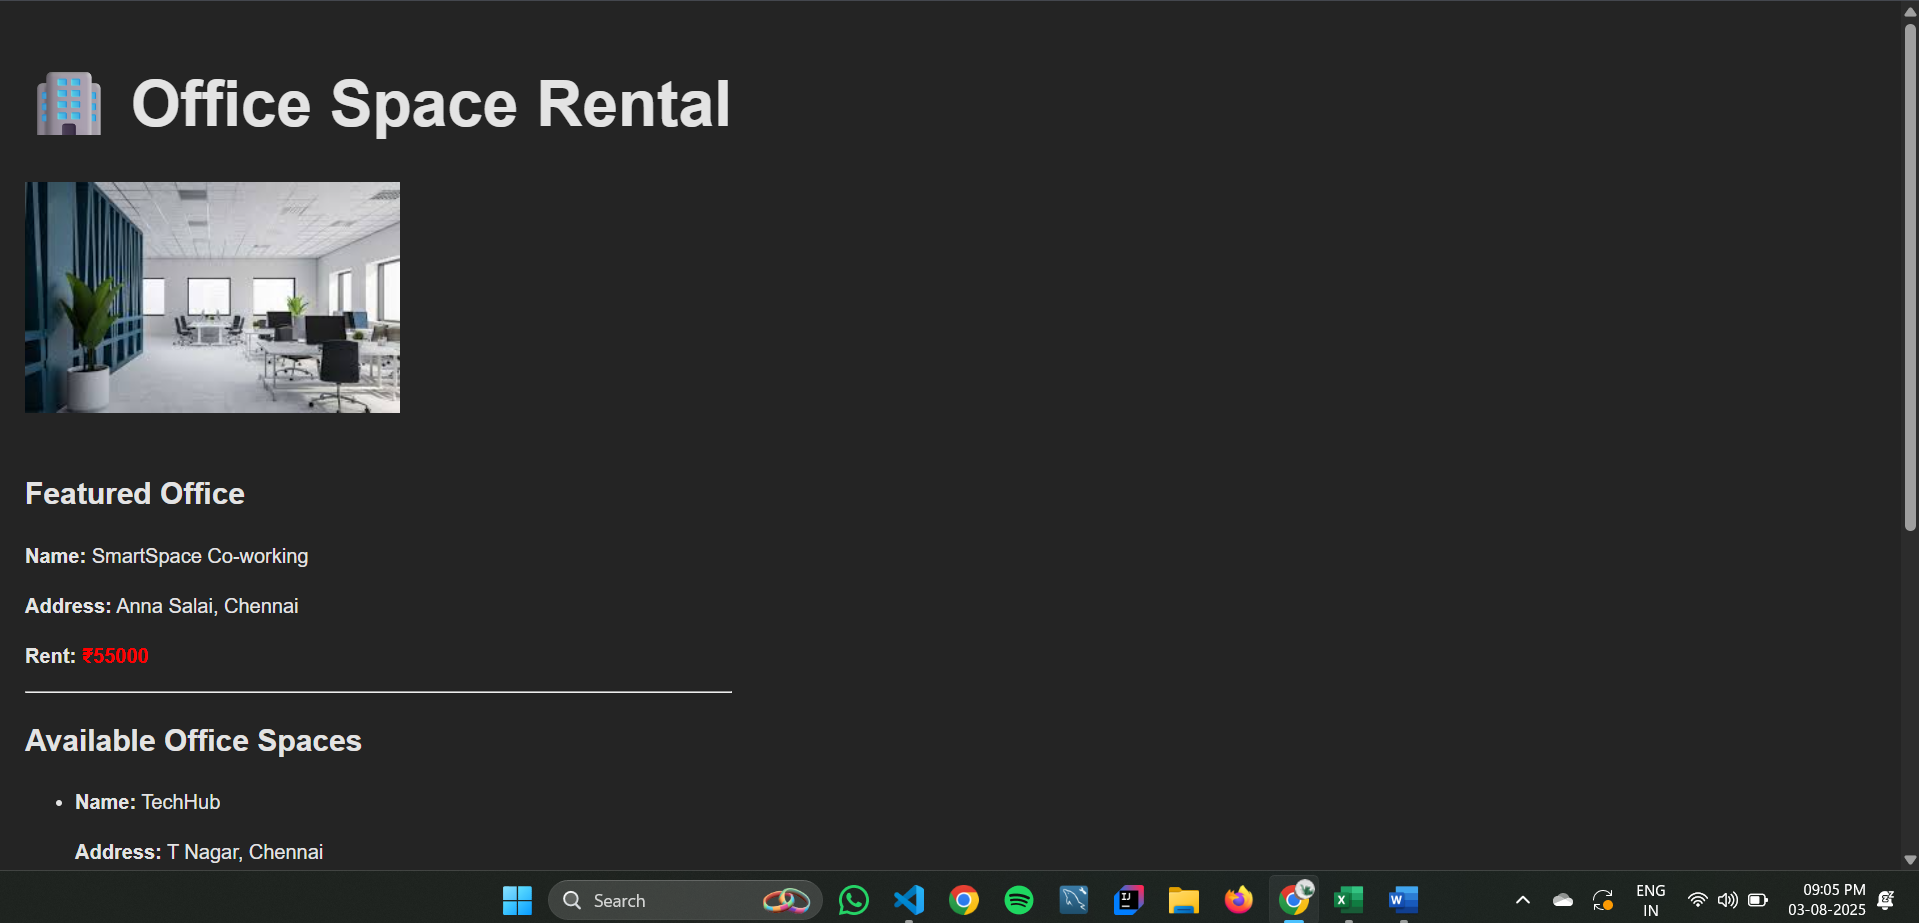 Office Space Rental
Featured Office
Name: SmartSpace Co-working
Address: Anna Salai, Chennai
Rent: ₹55000
Available Office Spaces
• Name: TechHub
Address: T Nagar, Chennai
Search
ENG
IN
09:05 PM
03-08-2025